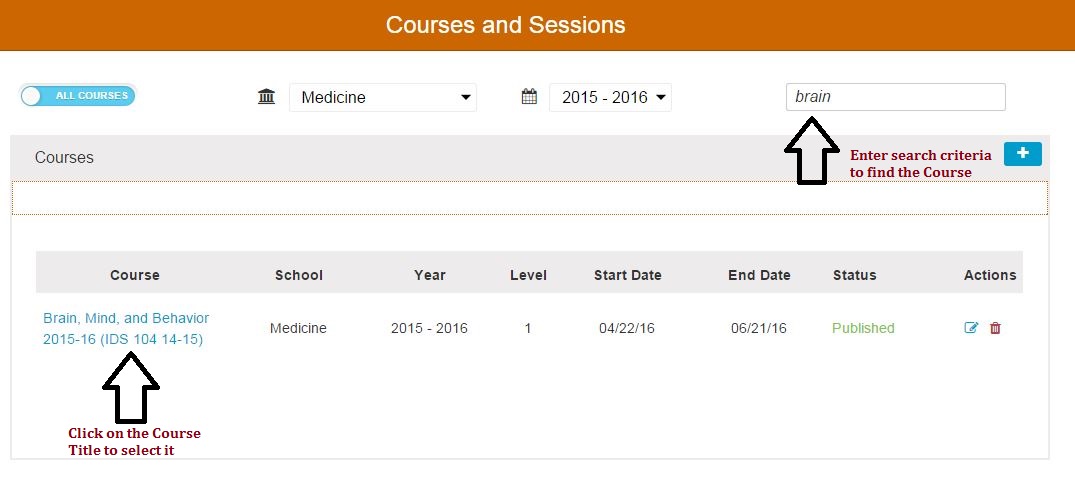 Courses and Sessions
ALL COURSES
Medicine
2015 - 2016
brain
Courses
+
Enter search criteria
to find the Course
Course School Year Level Start Date End Date Status Actions
Brain, Mind, and Behavior
2015-16 (IDS 104 14-15)
Medicine 2015 - 2016 1 04/22/16 06/21/16 Published
Click on the Course
Title to select it